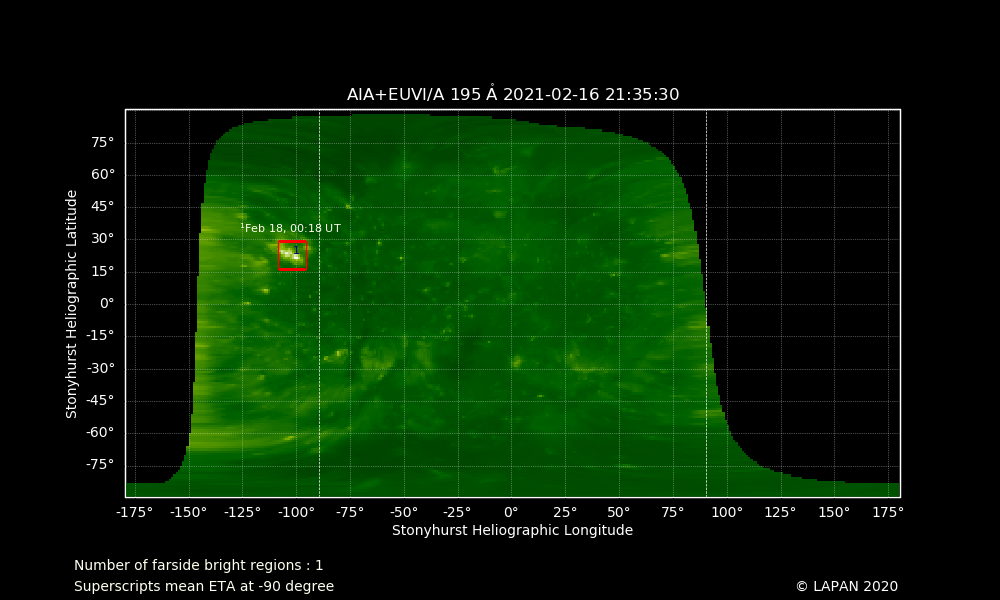 AIA+EUVI/A 195 Å 2021-02-16 21:35:30
Stonyhurst Heliographic Latitude
75°
60°
45°
30°
15°
0°
-15°
-30°
-45°
-60°
-75°
¹Feb 18, 00:18 UT
1
-175° -150° -125° -100° -75° -50° -25° 0° 25° 50° 75° 100° 125° 150° 175°
Stonyhurst Heliographic Longitude
Number of farside bright regions : 1
Superscripts mean ETA at -90 degree
© LAPAN 2020